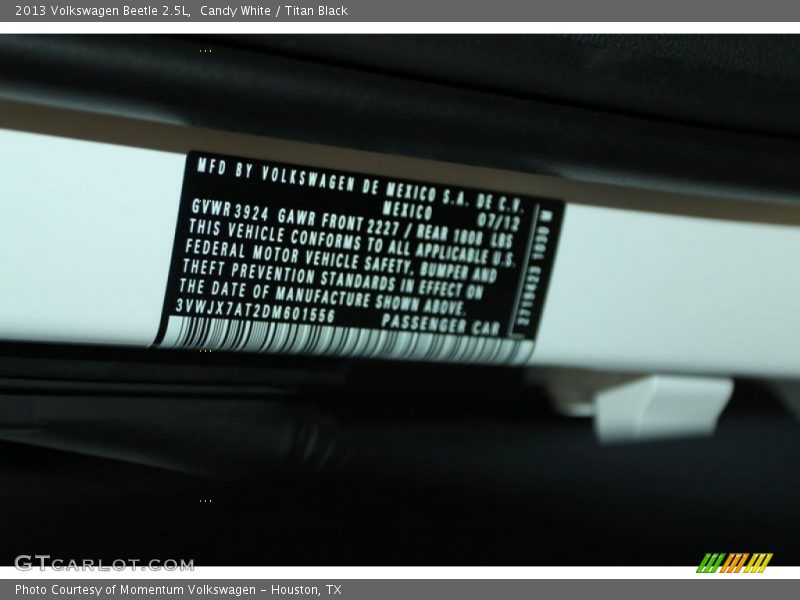 2013 Volkswagen Beetle 2.5L, Candy White / Titan Black
MFD BY VOLKSWAGEN DE MEXICO S.A. DE C.V.
MEXICO 07/12
GVWR 3924 GAWR FRONT 2227 / REAR 1808 LBS
THIS VEHICLE CONFORMS TO ALL APPLICABLE U.S.
FEDERAL MOTOR VEHICLE SAFETY, BUMPER AND
THEFT PREVENTION STANDARDS IN EFFECT ON
THE DATE OF MANUFACTURE SHOWN ABOVE.
3VWJX7AT2DM601556 PASSENGER CAR
GTCARLOT.COM
Photo Courtesy of Momentum Volkswagen - Houston, TX